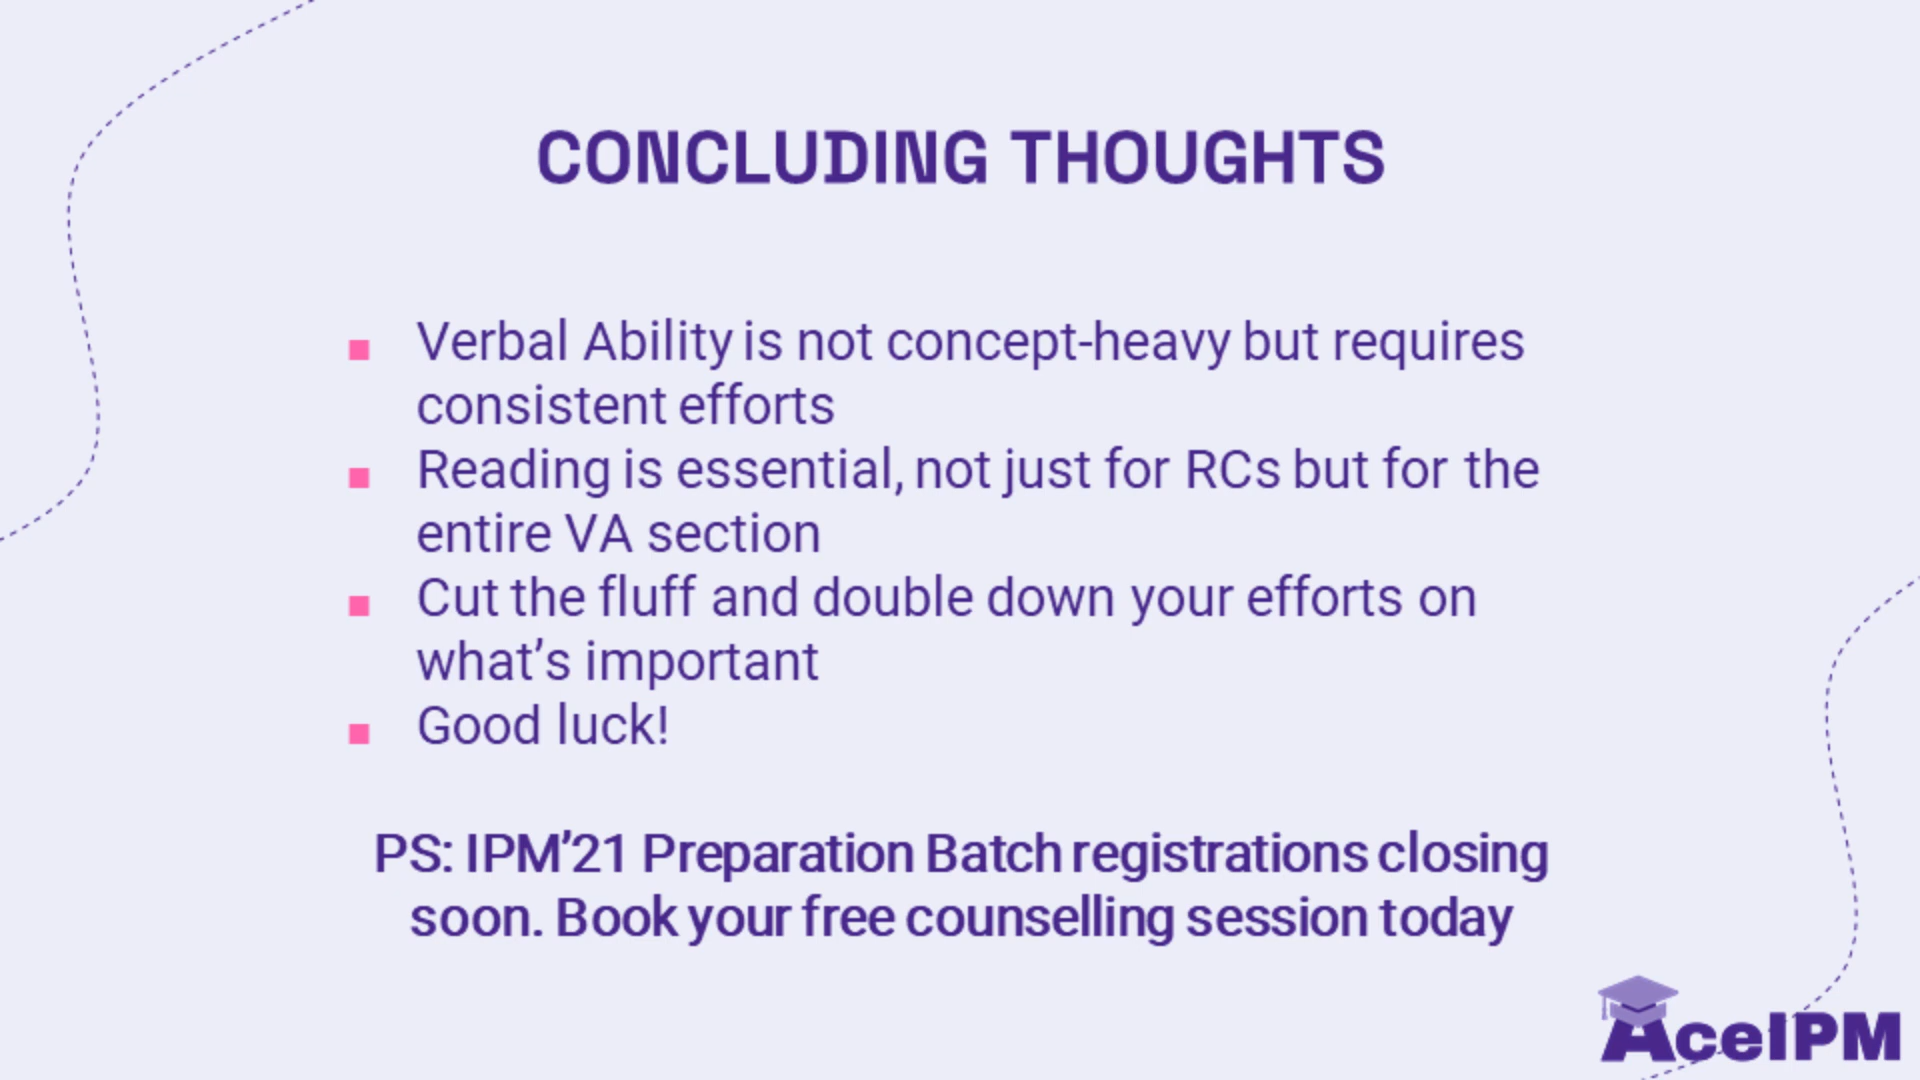 CONCLUDING THOUGHTS
Verbal Ability is not concept-heavy but requires
consistent efforts
Reading is essential, not just for RCs but for the
entire VA section
Cut the fluff and double down your efforts on
what’s important
Good luck!
PS: IPM’21 Preparation Batch registrations closing
soon. Book your free counselling session today
AceIPM